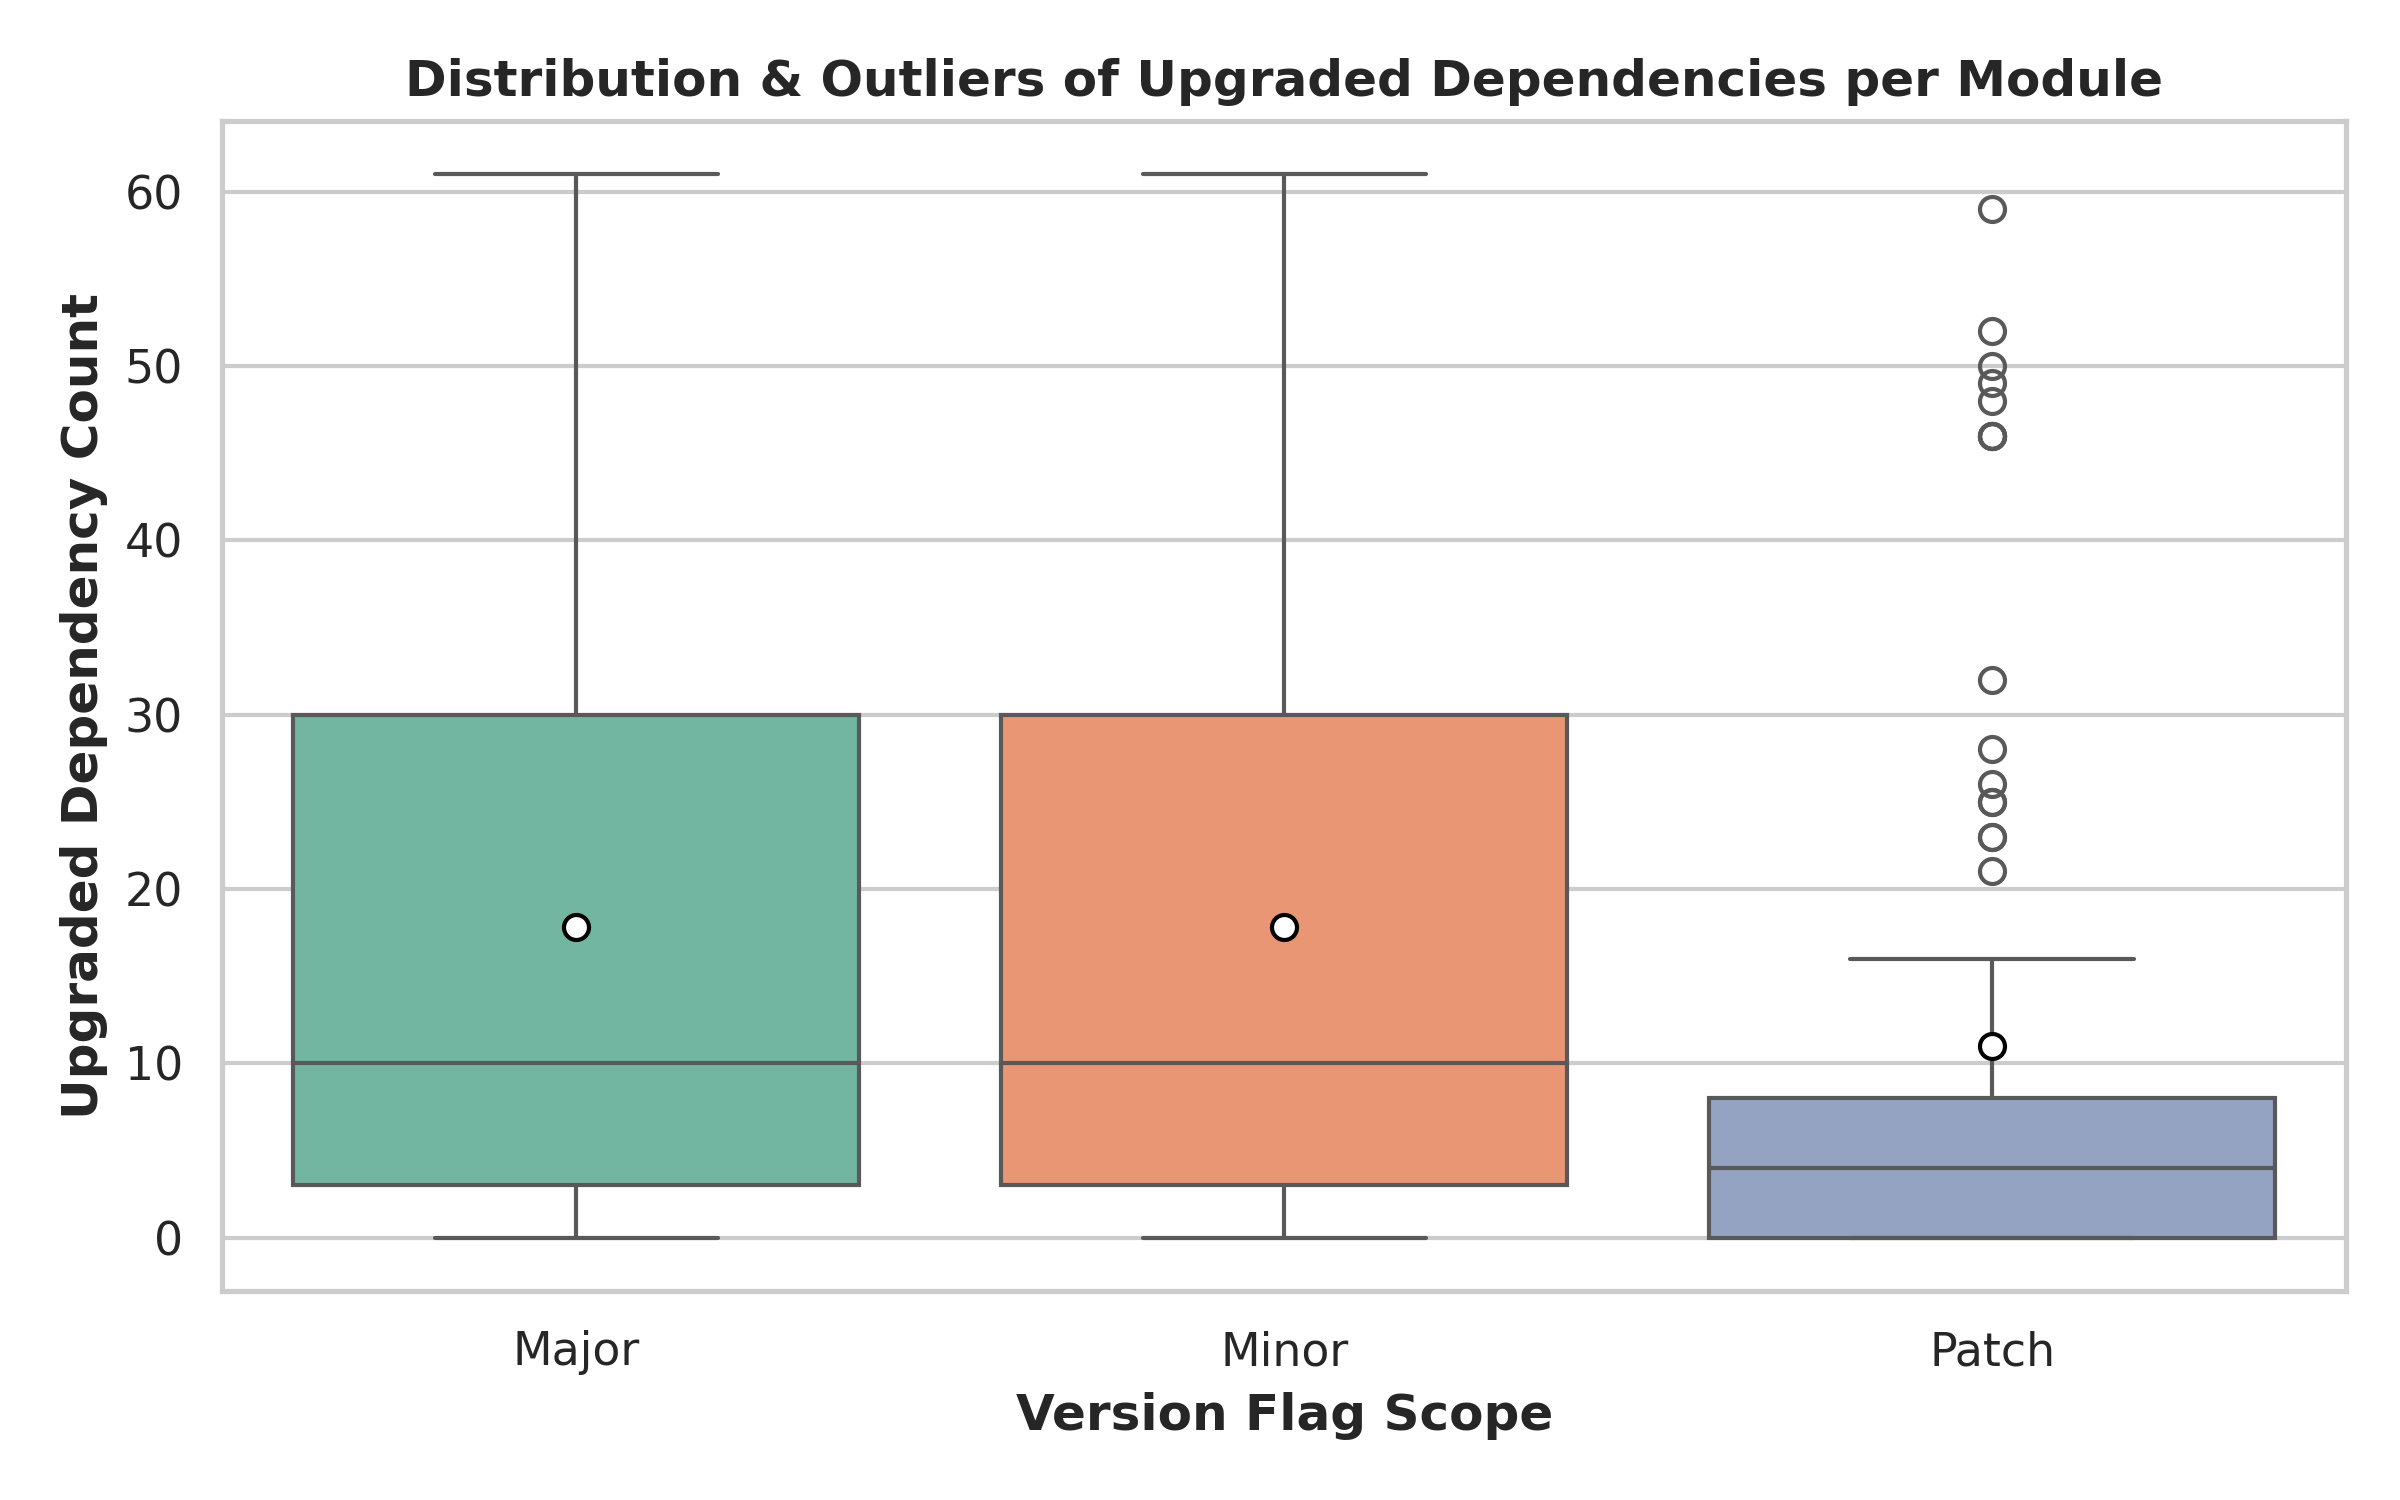 Distribution & Outliers of Upgraded Dependencies per Module
Upgraded Dependency Count
60
50
40
30
20
10
0
Major
Minor
Patch
Version Flag Scope